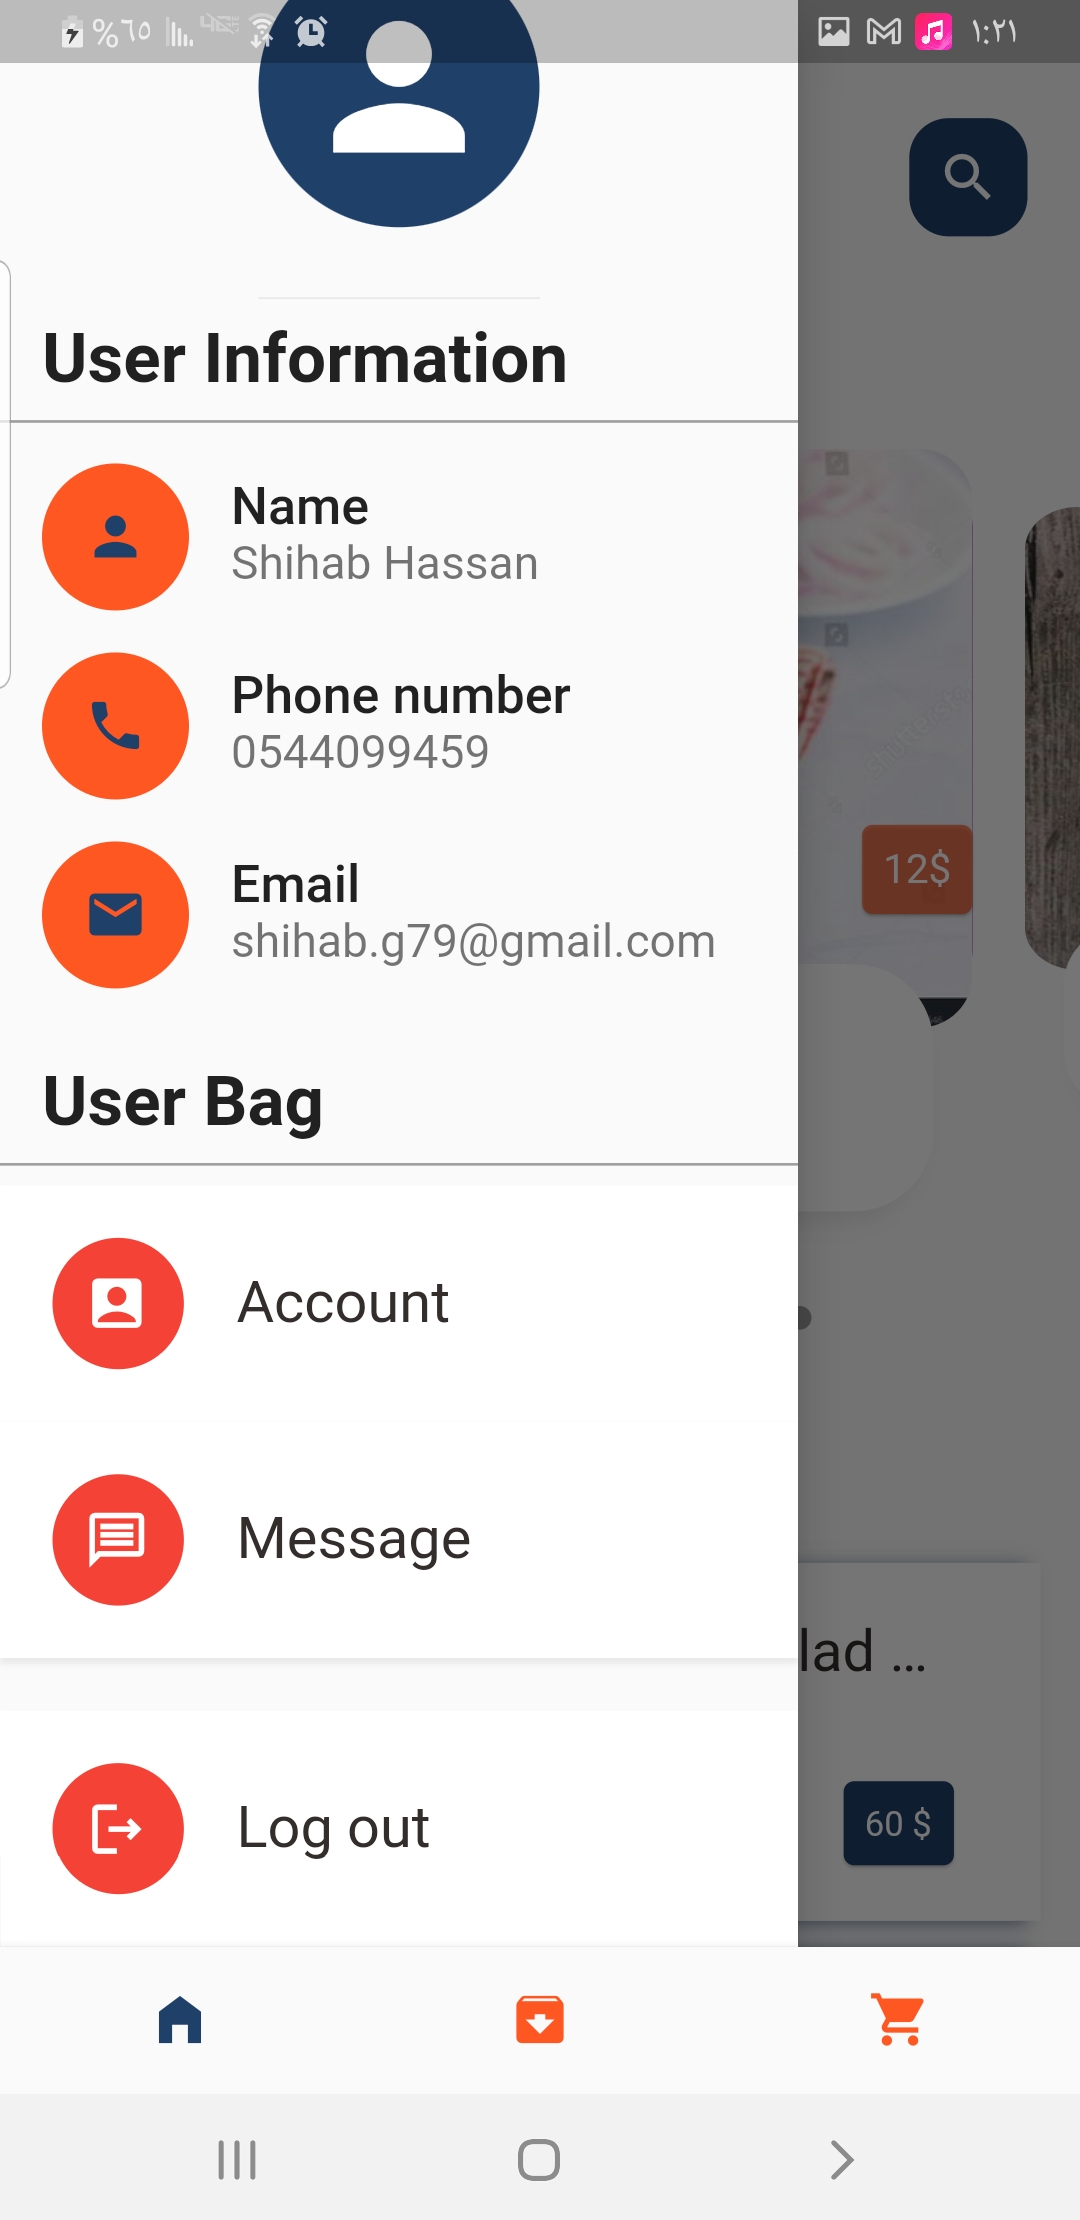 %٦٥
١:٢١
User Information
Name
Shihab Hassan
Phone number
0544099459
Email
shihab.g79@gmail.com
12$
shutterstock
User Bag
Account
Message
lad ...
60 $
Log out